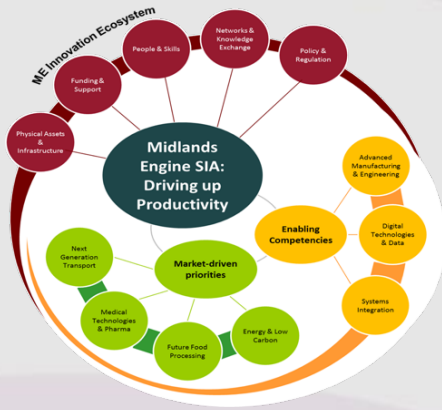 ME Innovation Ecosystem
Physical Assets
&
Infrastructure
Funding &
Support
People & Skills
Networks &
Knowledge
Exchange
Policy &
Regulation
Midlands
Engine SIA:
Driving up
Productivity
Advanced
Manufacturing
& Engineering
Enabling
Competencies
Digital
Technologies
& Data
Systems
Integration
Market-driven
priorities
Next
Generation
Transport
Medical
Technologies
& Pharma
Future Food
Processing
Energy & Low
Carbon